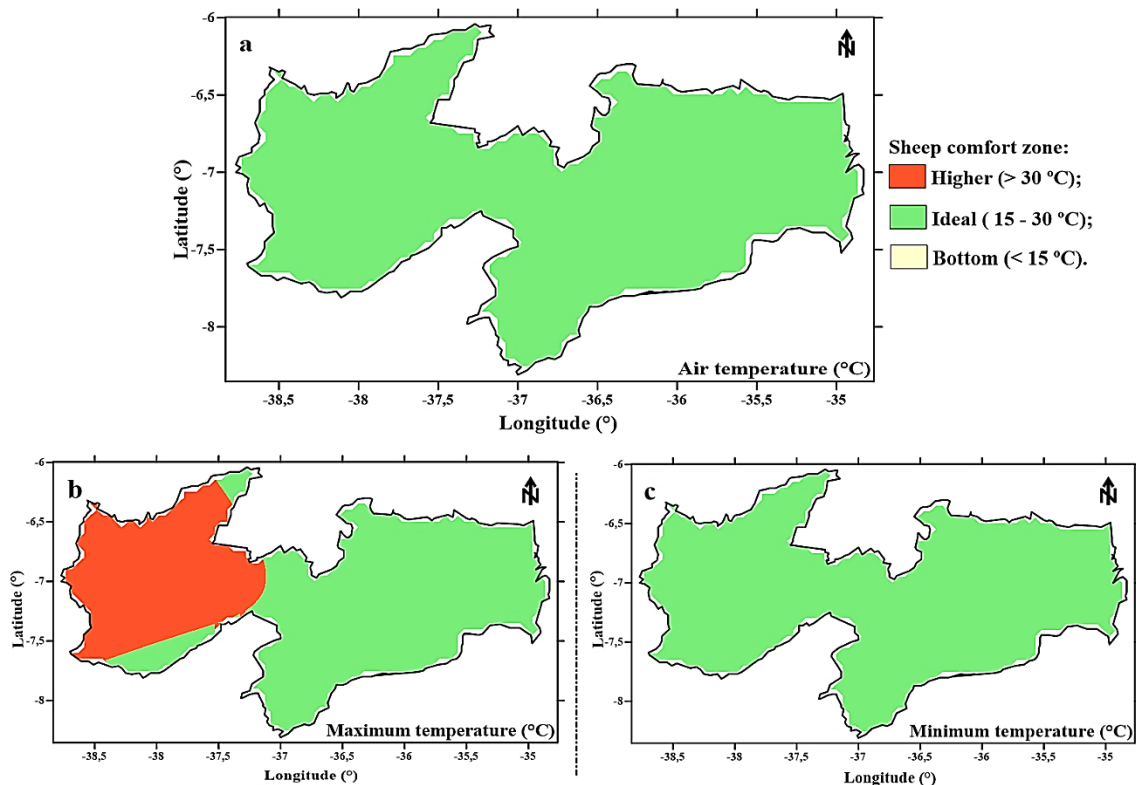 a
N
-6
-6,5
-7
-7,5
-8
Latitude (°)
Air temperature (°C)
-38,5 -38 -37,5 -37 -36,5 -36 -35,5 -35
Longitude (°)
Sheep comfort zone:
Higher (> 30 ºC);
Ideal ( 15 - 30 ºC);
Bottom (< 15 ºC).
b
N
-6
-6,5
-7
-7,5
-8
Latitude (°)
Maximum temperature (°C)
-38,5 -38 -37,5 -37 -36,5 -36 -35,5 -35
Longitude (°)
c
N
-6
-6,5
-7
-7,5
-8
Latitude (°)
Minimum temperature (°C)
-38,5 -38 -37,5 -37 -36,5 -36 -35,5 -35
Longitude (°)